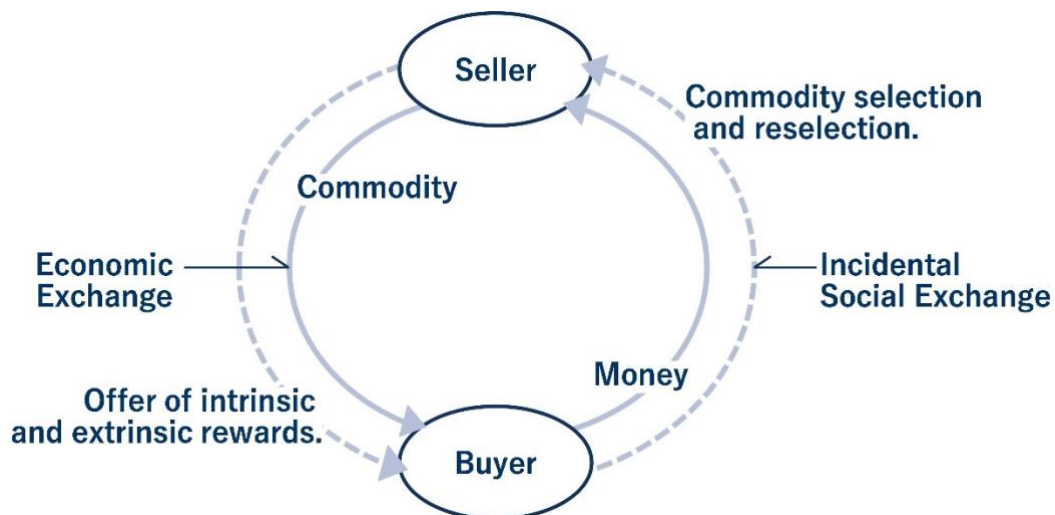 Seller
Commodity selection
and reselection.
Commodity
Economic
Exchange
Incidental
Social Exchange
Money
Offer of intrinsic
and extrinsic rewards.
Buyer